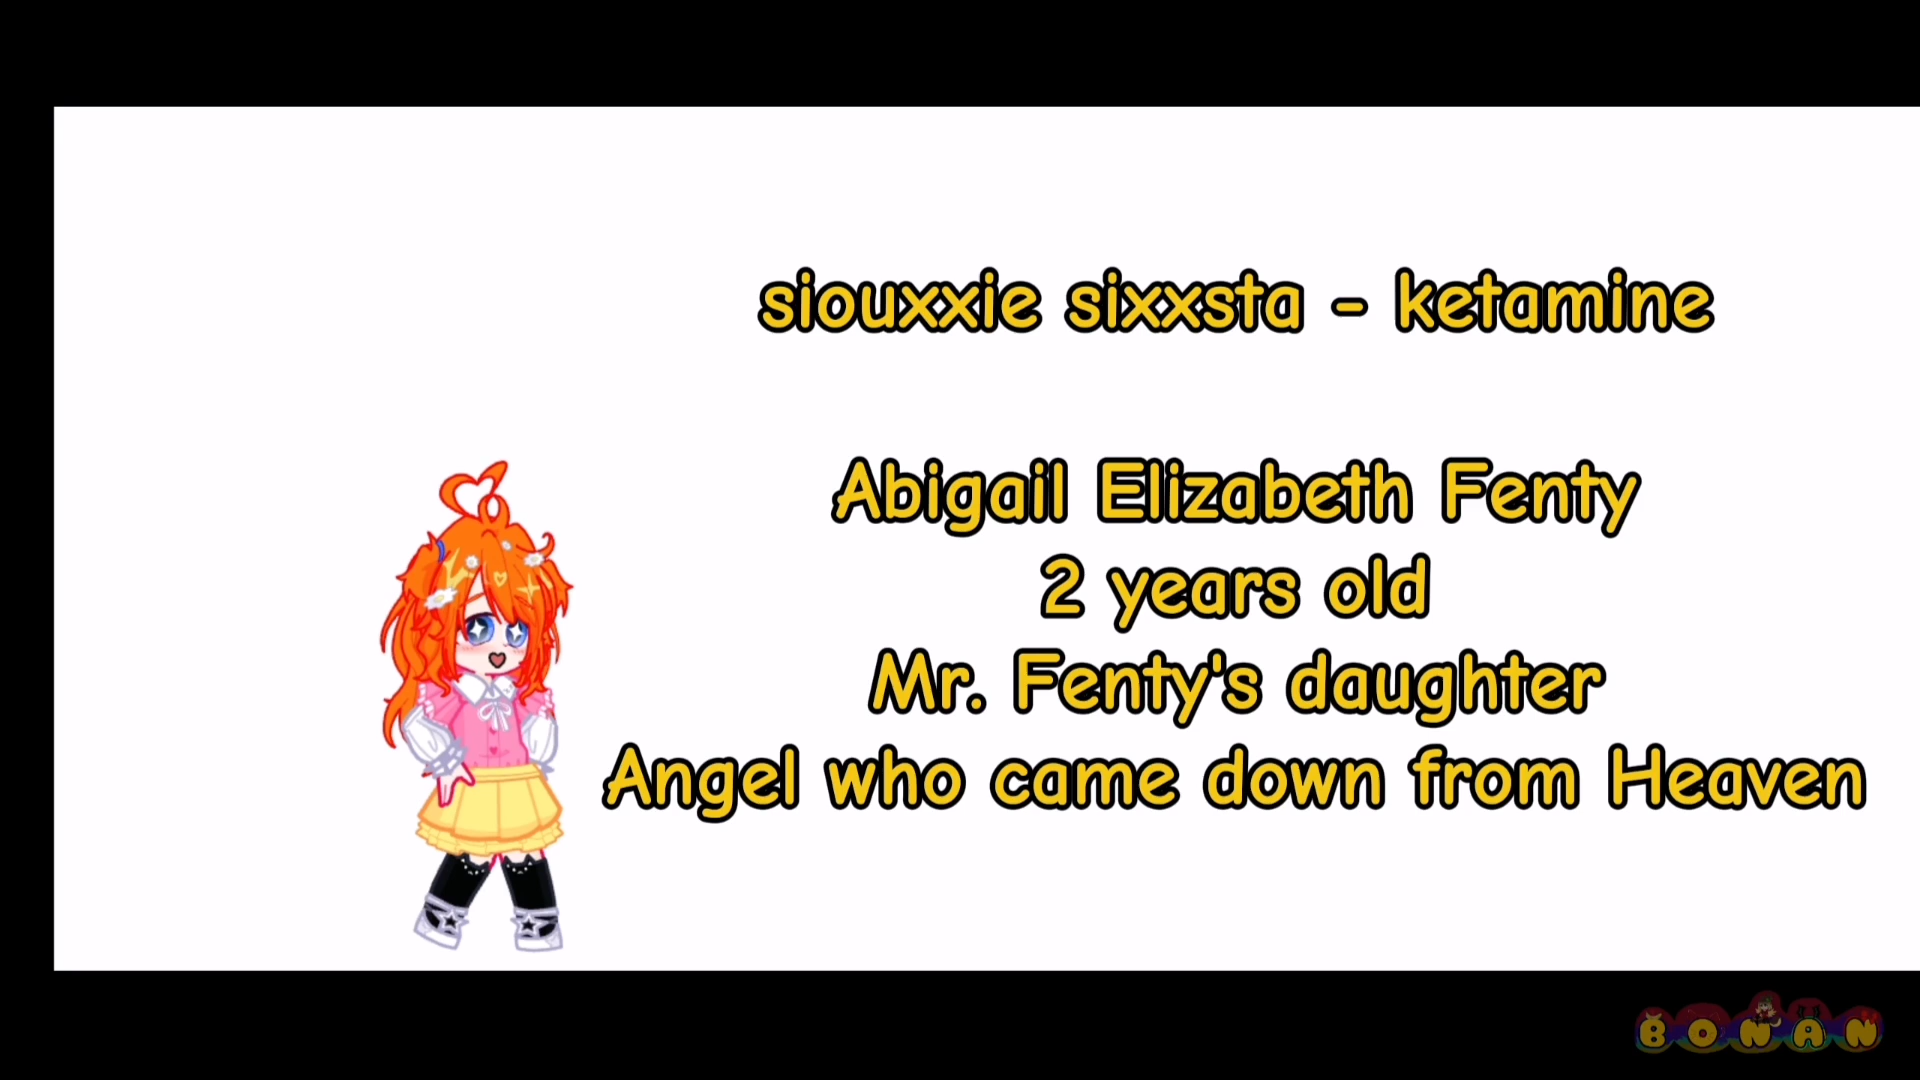 siouxxie sixxsta - ketamine
Abigail Elizabeth Fenty
2 years old
Mr. Fenty's daughter
Angel who came down from Heaven
BONAN